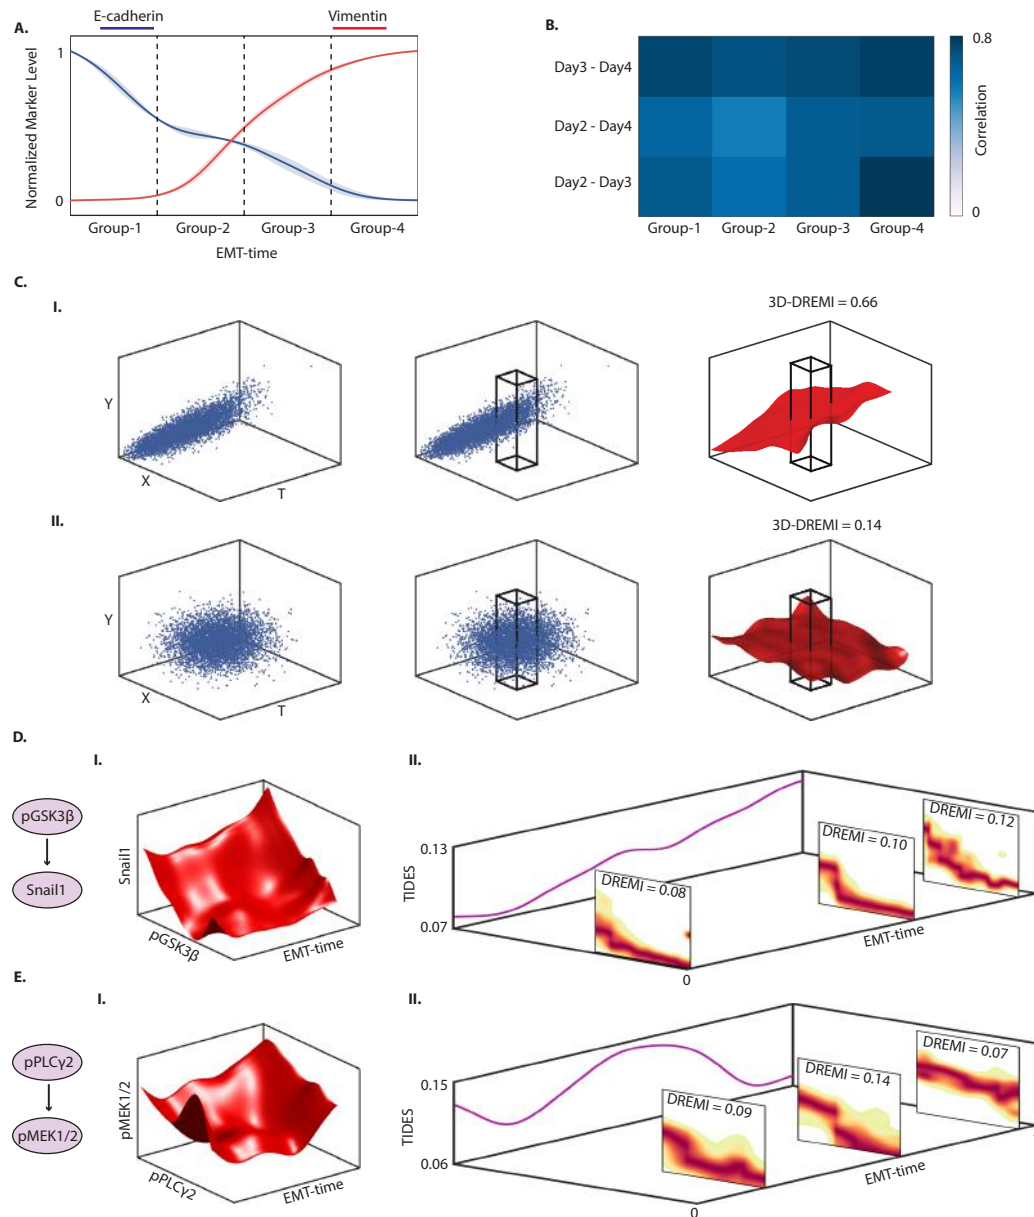 A.
E-cadherin
Vimentin
Normalized Marker Level
1
0
Group-1
Group-2
Group-3
Group-4
EMT-time
B.
Day3 - Day4
Day2 - Day4
Day2 - Day3
Group-1
Group-2
Group-3
Group-4
0.8
Correlation
0
C.
I.
Y
X
T
3D-DREMI = 0.66
II.
Y
X
T
3D-DREMI = 0.14
D.
pGSK3β
Snail1
I.
Snail1
pGSK3β
EMT-time
II.
0.13
TIDES
0.07
DREMI = 0.08
DREMI = 0.10
DREMI = 0.12
EMT-time
0
E.
pPLCγ2
pMEK1/2
I.
pMEK1/2
pPLCγ2
EMT-time
II.
0.15
TIDES
0.06
DREMI = 0.09
DREMI = 0.14
DREMI = 0.07
EMT-time
0